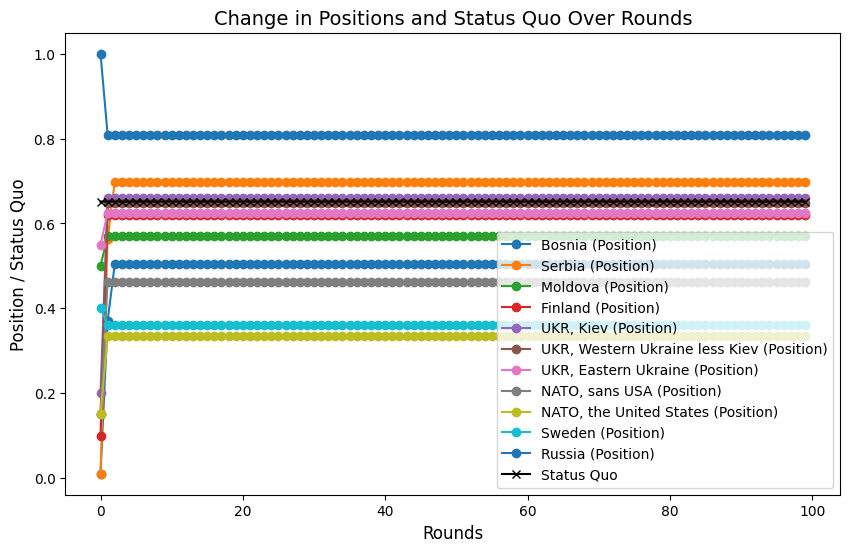 Change in Positions and Status Quo Over Rounds
Position / Status Quo
1.0
0.8
0.6
0.4
0.2
0.0
Bosnia (Position)
Serbia (Position)
Moldova (Position)
Finland (Position)
UKR, Kiev (Position)
UKR, Western Ukraine less Kiev (Position)
UKR, Eastern Ukraine (Position)
NATO, sans USA (Position)
NATO, the United States (Position)
Sweden (Position)
Russia (Position)
Status Quo
0
20
40
60
80
100
Rounds